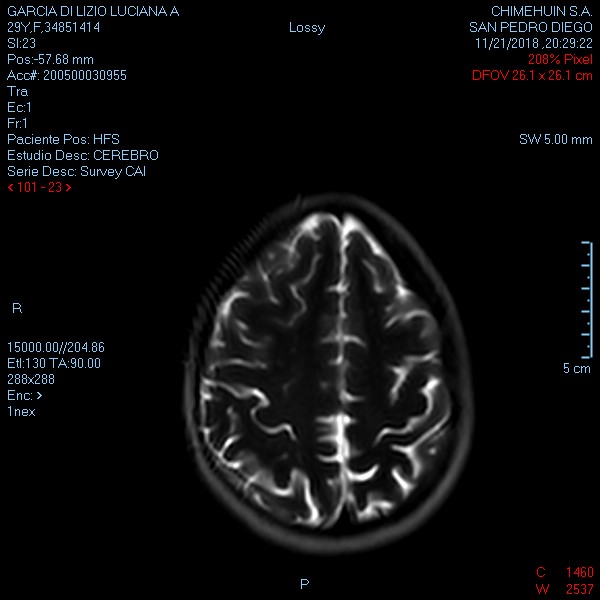 GARCIA DI LIZIO LUCIANA A
29Y,F,34851414
Sl:23
Pos:-57.68 mm
Acc#: 200500030955
Tra
Ec:1
Fr:1
Paciente Pos: HFS
Estudio Desc: CEREBRO
Serie Desc: Survey CAI
< 101 - 23 >
Lossy
CHIMEHUIN S.A.
SAN PEDRO DIEGO
11/21/2018 ,20:29:22
208% Pixel
DFOV 26.1 x 26.1 cm
SW 5.00 mm
R
15000.00//204.86
Etl:130 TA:90.00
288x288
Enc: >
1nex
5 cm
P
C 1460
W 2537